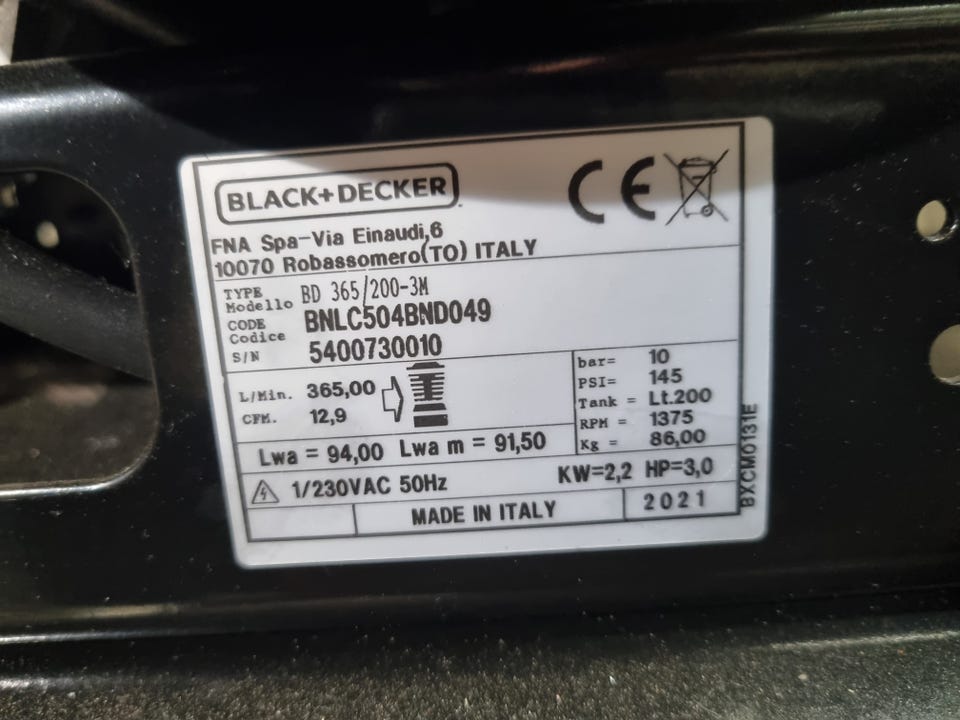 BLACK+DECKER
CE
FNA Spa-Via Einaudi,6
10070 Robassomero(TO) ITALY
TYPE
Modello BD 365/200-3M
CODE
Codice BNLC504BND049
S/N 5400730010
L/Min. 365,00
CFM. 12,9
bar= 10
PSI= 145
Tank = Lt.200
RPM = 1375
Kg = 86,00
Lwa = 94,00 Lwa m = 91,50
1/230VAC 50Hz KW=2,2 HP=3,0
MADE IN ITALY 2021
BXCM0131E